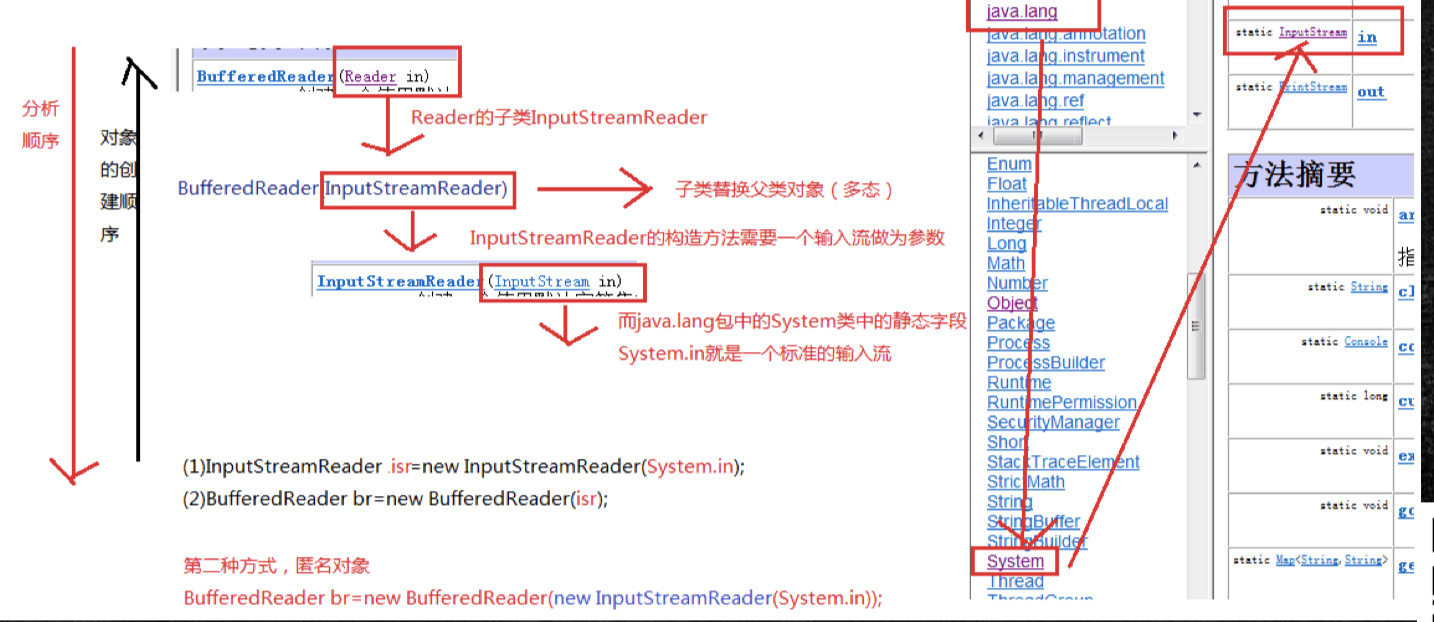 分析
顺序
对象
的创
建顺
序
BufferedReader(Reader in)
Reader的子类InputStreamReader
BufferedReader(InputStreamReader)
子类替换父类对象（多态）
InputStreamReader的构造方法需要一个输入流做为参数
InputStreamReader(InputStream in)
而java.lang包中的System类中的静态字段
System.in就是一个标准的输入流
(1)InputStreamReader .isr=new InputStreamReader(System.in);
(2)BufferedReader br=new BufferedReader(isr);
第二种方式，匿名对象
BufferedReader br=new BufferedReader(new InputStreamReader(System.in));
java.lang
java.lang.annotation
java.lang.instrument
java.lang.management
java.lang.ref
java.lang.reflect
Enum
Float
InheritableThreadLocal
Integer
Long
Math
Number
Object
Package
Process
ProcessBuilder
Runtime
RuntimePermission
SecurityManager
Short
StackTraceElement
StrictMath
String
StringBuffer
StringBuilder
System
Thread
ThreadGroup
static InputStream in
static PrintStream out
方法摘要
static void ar
指
static String cl
static Console co
static long cu
static void ex
static void gc
static Map<String,String> ge